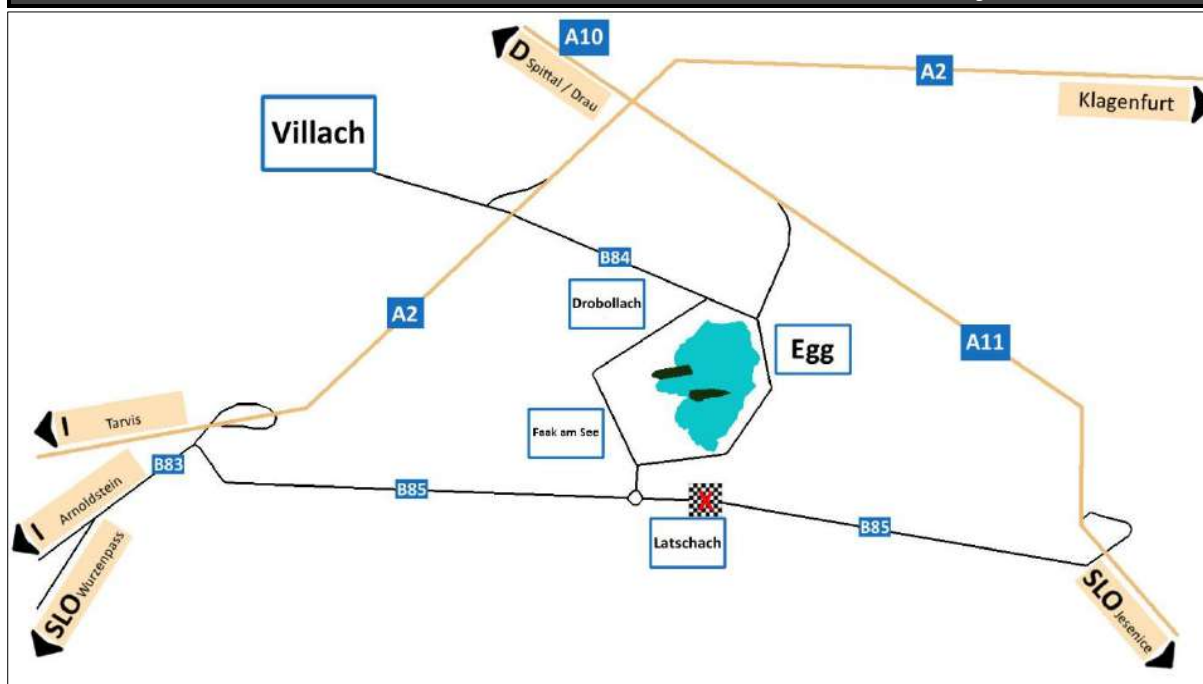 A10
D Spittal / Drau
A2
Klagenfurt
Villach
B84
Drobollach
A2
Egg
A11
I Tarvis
Faak am See
B83
I Arnoldstein
B85
X
Latschach
B85
SLO Wurzenpass
SLO Jesenice